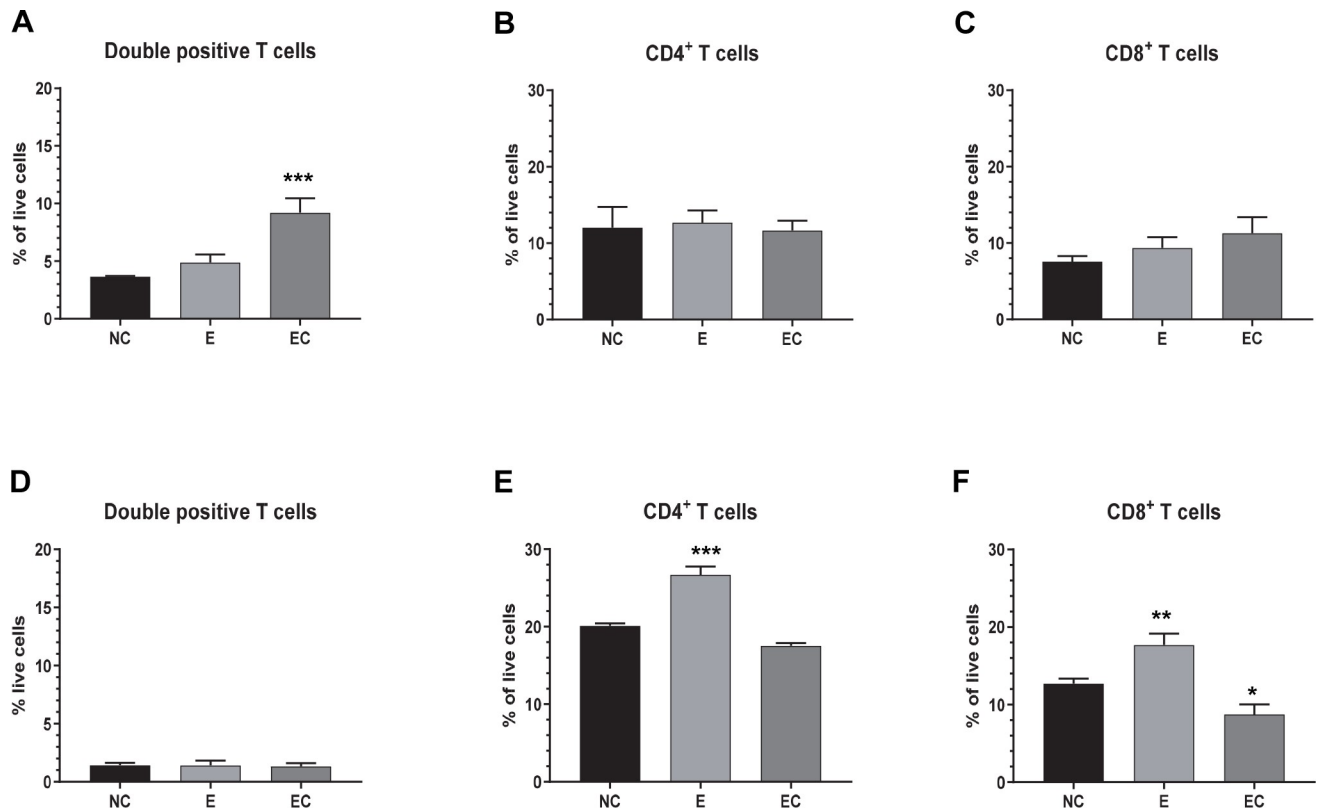 A
Double positive T cells
% of live cells
20
15
10
5
0
***
NC E EC
B
CD4⁺ T cells
% of live cells
30
20
10
0
NC E EC
C
CD8⁺ T cells
% of live cells
30
20
10
0
NC E EC
D
Double positive T cells
% live cells
20
15
10
5
0
NC E EC
E
CD4⁺ T cells
% of live cells
30
20
10
0
***
NC E EC
F
CD8⁺ T cells
% of live cells
30
20
10
0
**
*
NC E EC